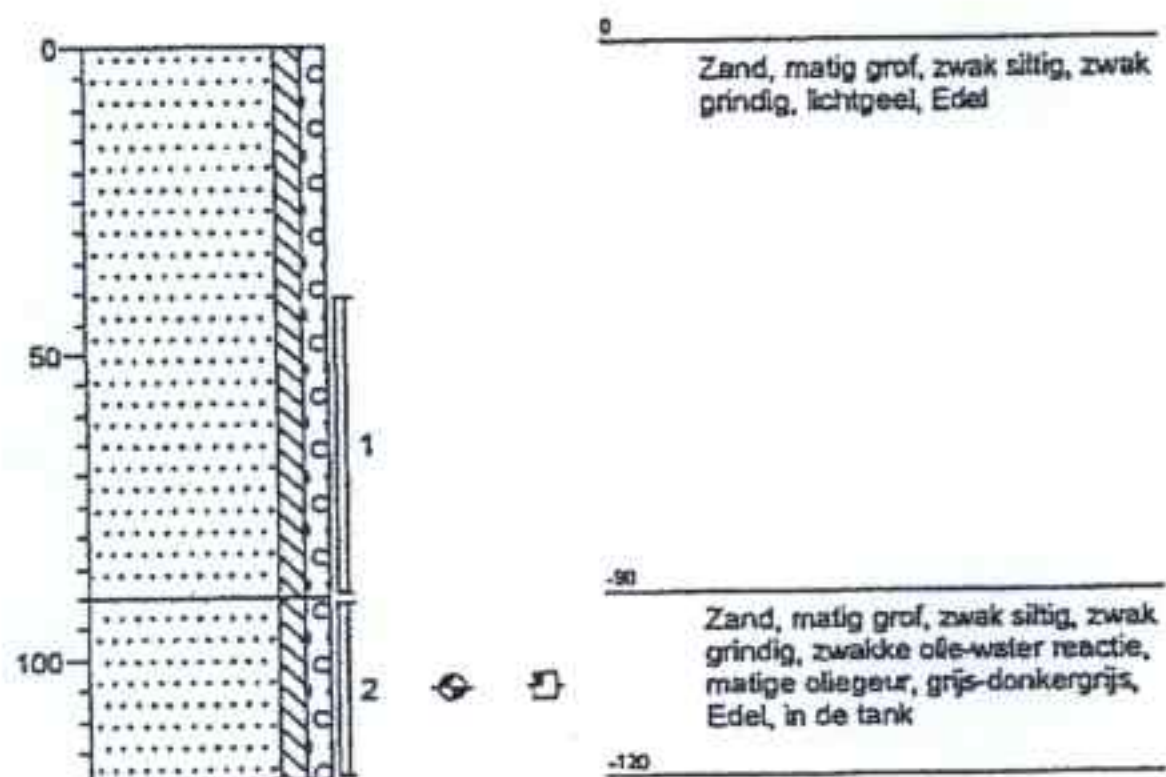 0
0
Zand, matig grof, zwak siltig, zwak
grindig, lichtgeel, Edel
50
1
-90
Zand, matig grof, zwak siltig, zwak
grindig, zwakke olie-water reactie,
matige oliegeur, grijs-donkergrijs,
Edel, in de tank
100
2
-120